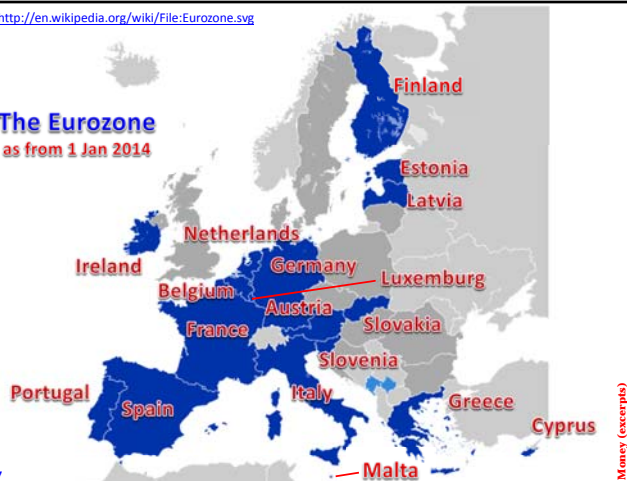 http://en.wikipedia.org/wiki/File:Eurozone.svg
The Eurozone
as from 1 Jan 2014
Finland
Estonia
Latvia
Netherlands
Ireland
Germany
Luxemburg
Belgium
Austria
France
Slovakia
Slovenia
Portugal
Spain
Italy
Greece
Cyprus
Malta
Money (excerpts)